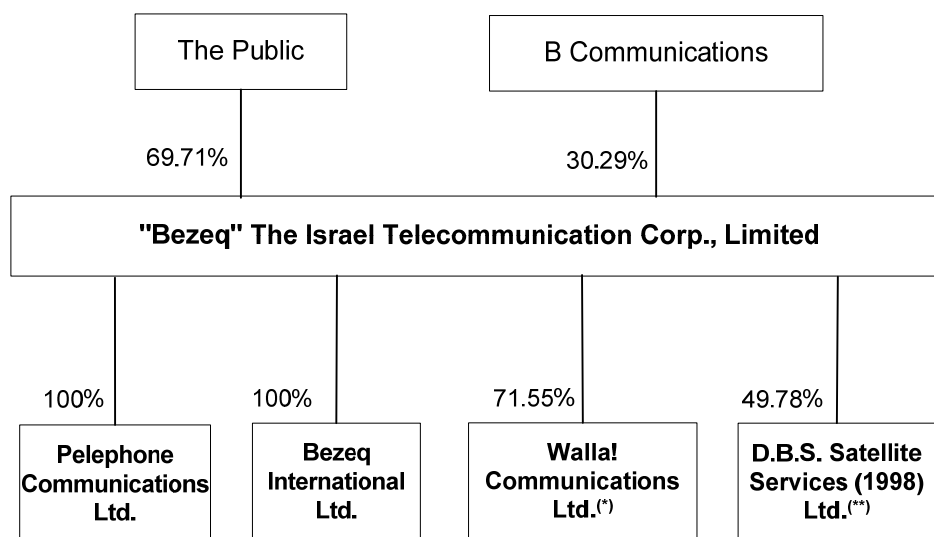 The Public
B Communications
69.71%
30.29%
"Bezeq" The Israel Telecommunication Corp., Limited
100%
100%
71.55%
49.78%
Pelephone
Communications
Ltd.
Bezeq
International
Ltd.
Walla!
Communications
Ltd.(*)
D.B.S. Satellite
Services (1998)
Ltd.(**)